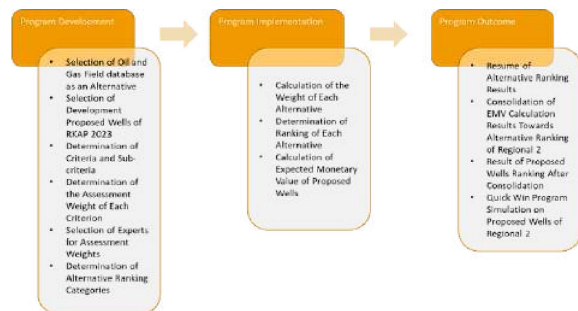 Program Development
Selection of Oil and
Gas Field database
as an Alternative
Selection of
Development
Proposed Wells of
RKAP 2023
Determination of
Criteria and Sub-
criteria
Determination of
the Assessment
Weight of Each
Criterion
Selection of Experts
for Assessment
Weights
Determination of
Alternative Ranking
Categories
Program Implementation
Calculation of the
Weight of Each
Alternative
Determination of
Ranking of Each
Alternative
Calculation of
Expected Monetary
Value of Proposed
Wells
Program Outcome
Resume of
Alternative Ranking
Results
Consolidation of
EMV Calculation
Results Towards
Alternative Ranking
of Regional 2
Result of Proposed
Wells Ranking After
Consolidation
Quick Win Program
Simulation on
Proposed Wells of
Regional 2